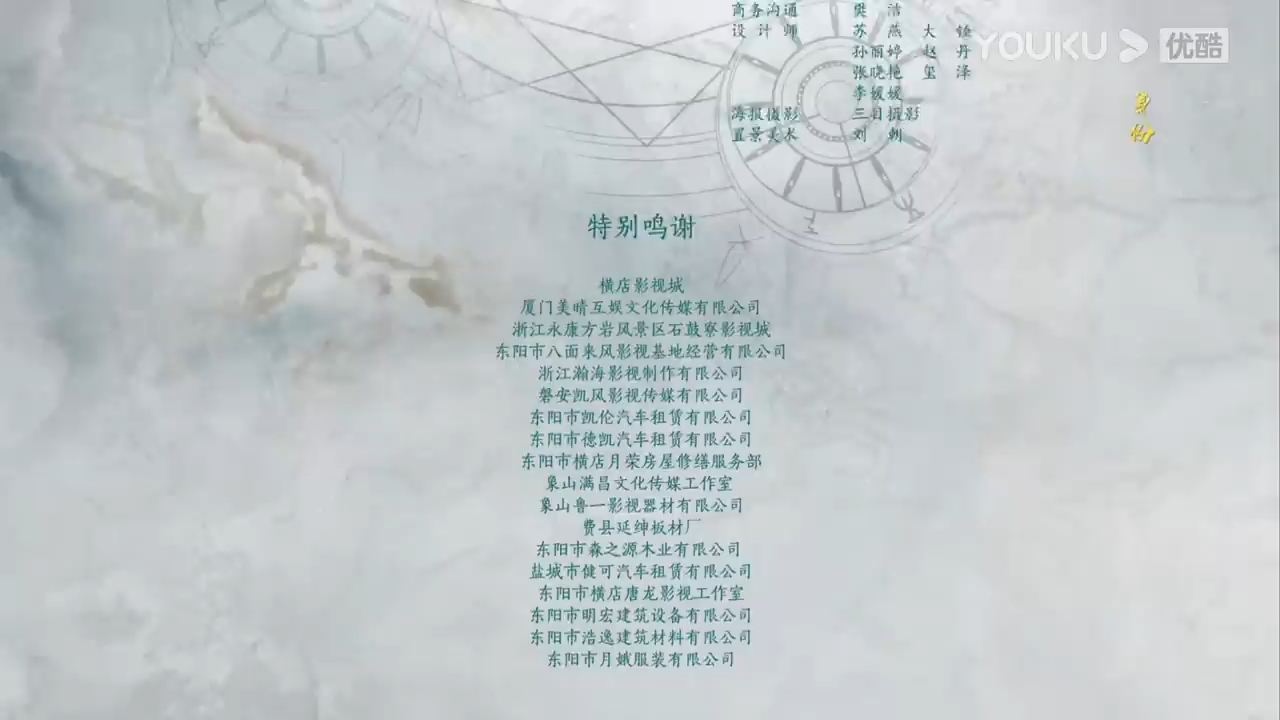 商务沟通 樊洁
设计师 苏燕 大锤
孙丽婷 赵丹
张晓艳 玺泽
李媛媛
海报摄影 三目摄影
置景美术 刘朝
YOUKU 优酷
特别鸣谢
横店影视城
厦门美晴互娱文化传媒有限公司
浙江永康方岩风景区石鼓寮影视城
东阳市八面来风影视基地经营有限公司
浙江瀚海影视制作有限公司
磐安凯风影视传媒有限公司
东阳市凯伦汽车租赁有限公司
东阳市德凯汽车租赁有限公司
东阳市横店月荣房屋修缮服务部
象山满昌文化传媒工作室
象山鲁一影视器材有限公司
费县延绅板材厂
东阳市森之源木业有限公司
盐城市健可汽车租赁有限公司
东阳市横店唐龙影视工作室
东阳市明宏建筑设备有限公司
东阳市浩逸建筑材料有限公司
东阳市月娥服装有限公司